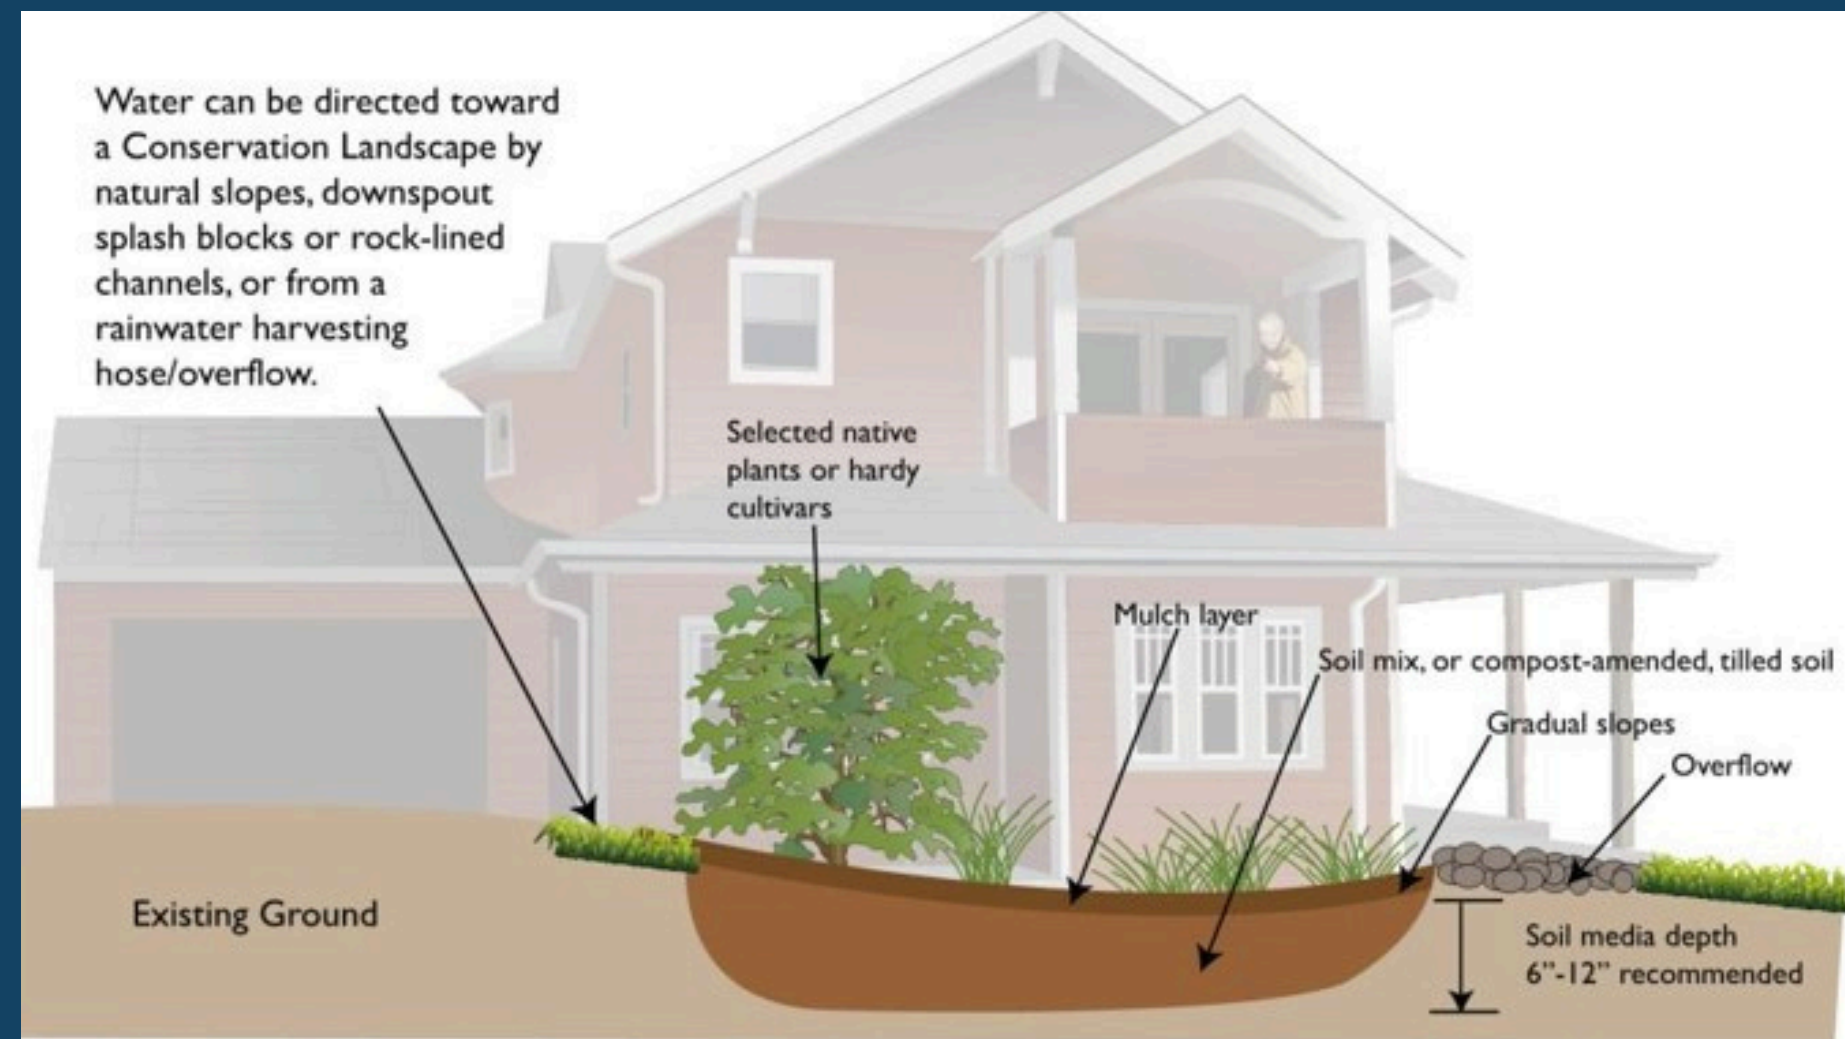 Water can be directed toward
a Conservation Landscape by
natural slopes, downspout
splash blocks or rock-lined
channels, or from a
rainwater harvesting
hose/overflow.
Selected native
plants or hardy
cultivars
Mulch layer
Soil mix, or compost-amended, tilled soil
Gradual slopes
Overflow
Existing Ground
Soil media depth
6”-12” recommended